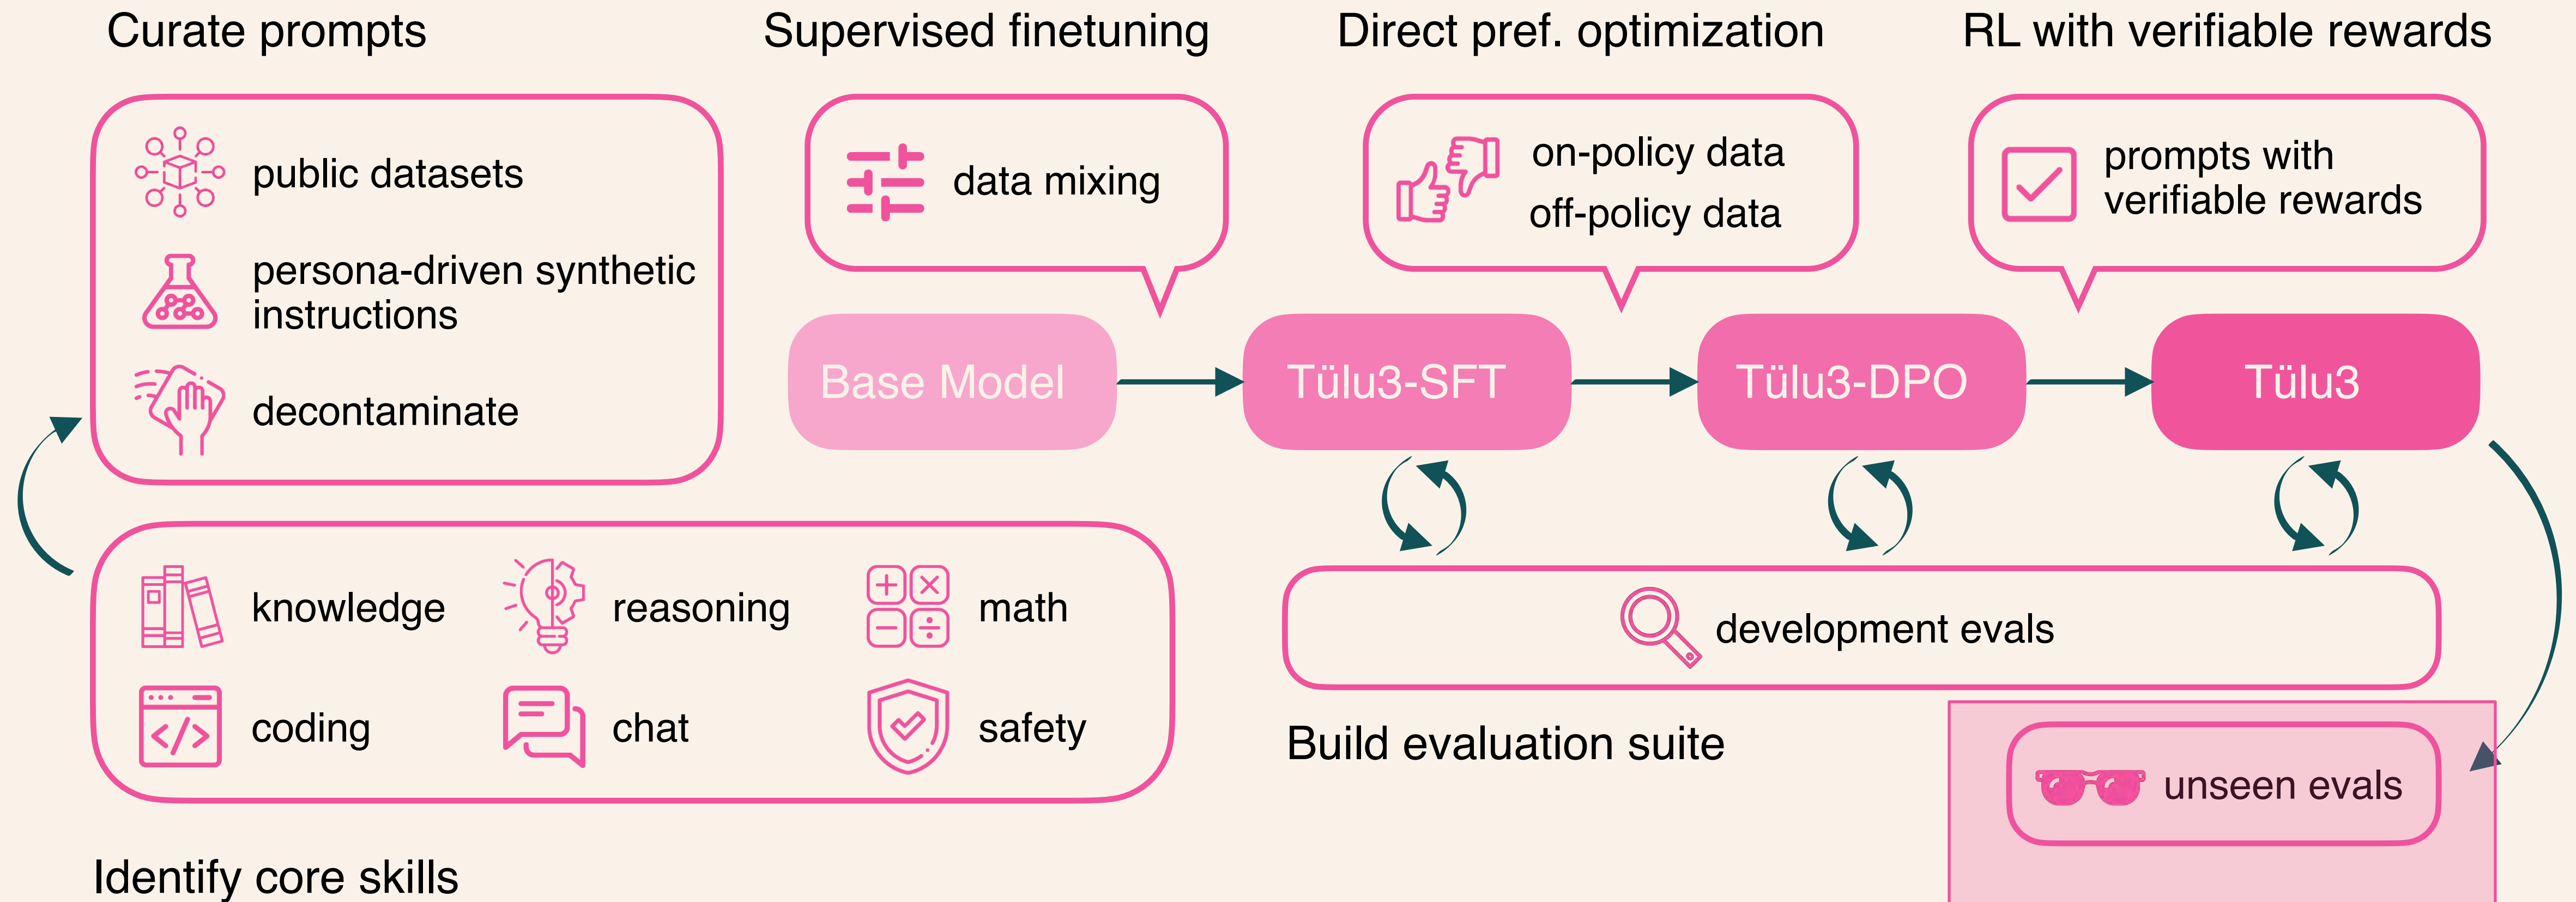 Curate prompts
public datasets
persona-driven synthetic
instructions
decontaminate
Supervised finetuning
data mixing
Direct pref. optimization
on-policy data
off-policy data
RL with verifiable rewards
prompts with
verifiable rewards
Base Model
Tülu3-SFT
Tülu3-DPO
Tülu3
knowledge
reasoning
math
coding
chat
safety
Identify core skills
development evals
Build evaluation suite
unseen evals